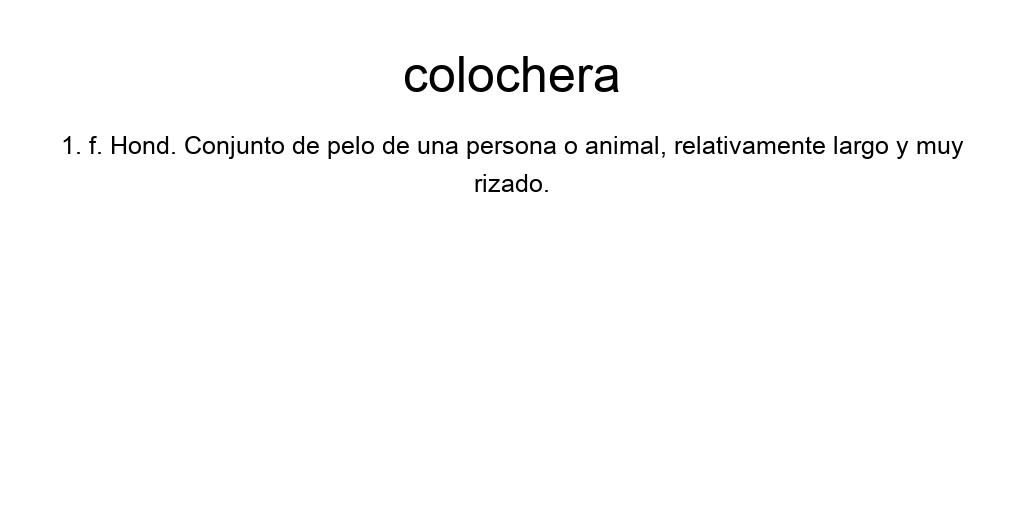 colochera
1. f. Hond. Conjunto de pelo de una persona o animal, relativamente largo y muy
rizado.